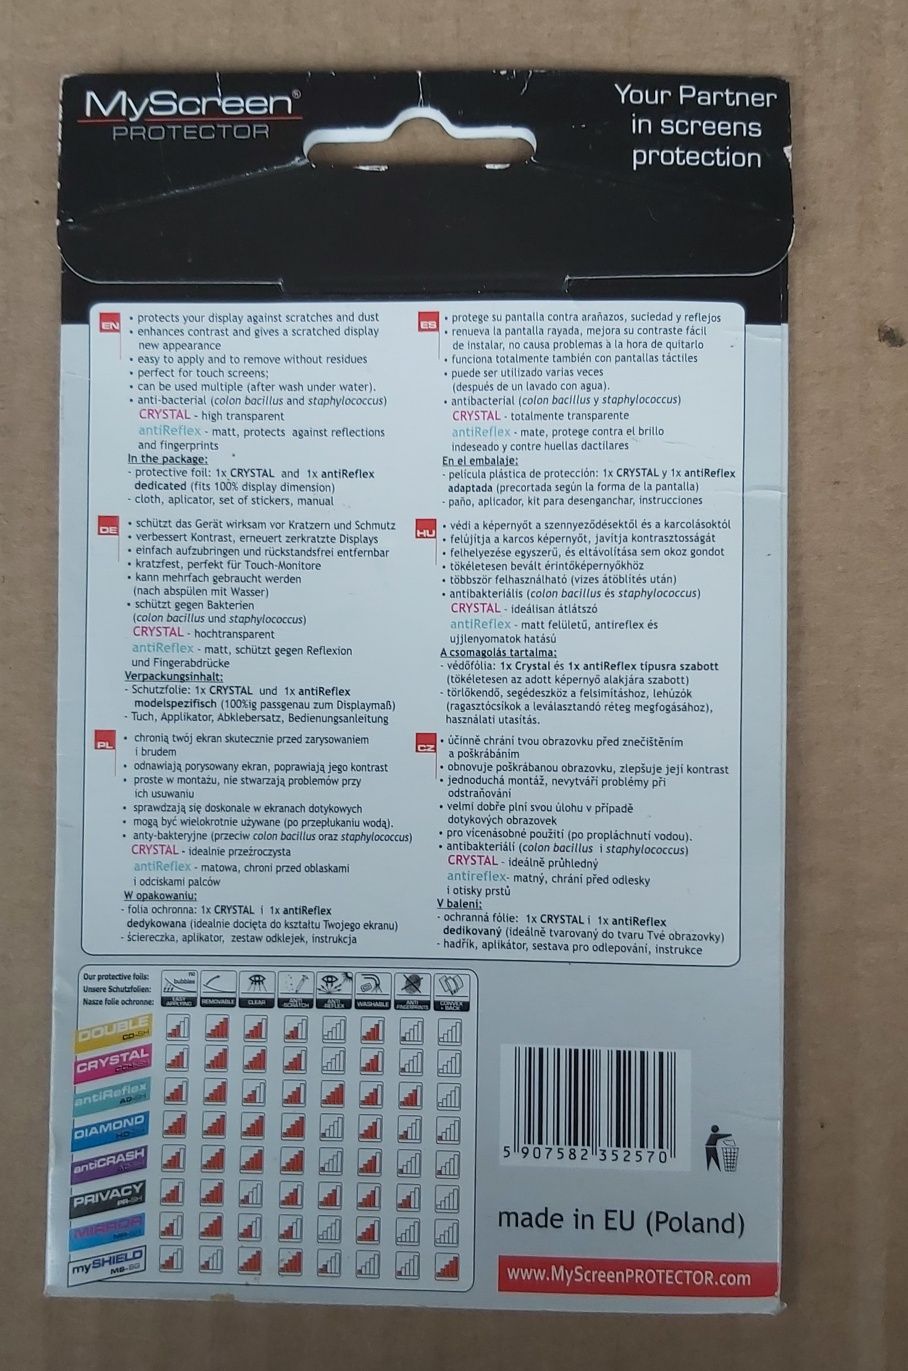 MyScreen®
PROTECTOR
Your Partner
in screens
protection
EN
• protects your display against scratches and dust
• enhances contrast and gives a scratched display
new appearance
• easy to apply and to remove without residues
• perfect for touch screens;
• can be used multiple (after wash under water).
• anti-bacterial (colon bacillus and staphylococcus)
CRYSTAL - high transparent
antiReflex - matt, protects against reflections
and fingerprints
In the package:
- protective foil: 1x CRYSTAL and 1x antiReflex
dedicated (fits 100% display dimension)
- cloth, aplicator, set of stickers, manual
ES
• protege su pantalla contra arañazos, suciedad y reflejos
• renueva la pantalla rayada, mejora su contraste fácil
de instalar, no causa problemas à la hora de quitarlo
• funciona totalmente también con pantallas táctiles
• puede ser utilizado varias veces
(después de un lavado con agua).
• antibacterial (colon bacillus y staphylococcus)
CRYSTAL - totalmente transparente
antiReflex - mate, protege contra el brillo
indeseado y contre huellas dactilares
En el embalaje:
- película plástica de protección: 1x CRYSTAL y 1x antiReflex
adaptada (precortada según la forma de la pantalla)
- paño, aplicador, kit para desenganchar, instrucciones
DE
• schützt das Gerät wirksam vor Kratzern und Schmutz
• verbessert Kontrast, erneuert zerkratzte Displays
• einfach aufzubringen und rückstandsfrei entfernbar
• kratzfest, perfekt für Touch-Monitore
• kann mehrfach gebraucht werden
(nach abspülen mit Wasser)
• schützt gegen Bakterien
(colon bacillus und staphylococcus)
CRYSTAL - hochtransparent
antiReflex - matt, schützt gegen Reflexion
und Fingerabdrücke
Verpackungsinhalt:
- Schutzfolie: 1x CRYSTAL und 1x antiReflex
modelspezifisch (100%ig passgenau zum Displaymaß)
- Tuch, Applikator, Abklebersatz, Bedienungsanleitung
HU
• védi a képernyőt a szennyeződésektől és a karcolásoktól
• felújítja a karcos képernyőt, javítja kontrasztosságát
• felhelyezése egyszerű, és eltávolítása sem okoz gondot
• tökéletesen bevált érintőképernyőkhöz
• többször felhasználható (vizes átöblítés után)
• antibakteriális (colon bacillus és staphylococcus)
CRYSTAL - ideálisan átlátszó
antiReflex - matt felületű, antireflex és
ujjlenyomatok hatású
A csomagolás tartalma:
- védőfólia: 1x Crystal és 1x antiReflex típusra szabott
(tökéletesen az adott képernyő alakjára szabott)
- törlőkendő, segédeszköz a felsimításhoz, lehúzók
(ragasztócsíkok a leválasztandó réteg megfogásához),
használati utasítás.
PL
• chronią twój ekran skutecznie przed zarysowaniem
i brudem
• odnawiają porysowany ekran, poprawiają jego kontrast
• proste w montażu, nie stwarzają problemów przy
ich usuwaniu
• sprawdzają się doskonale w ekranach dotykowych
• mogą być wielokrotnie używane (po przepłukaniu wodą).
• anty-bakteryjne (przeciw colon bacillus oraz staphylococcus)
CRYSTAL - idealnie przeźroczysta
antiReflex - matowa, chroni przed oblaskami
i odciskami palców
W opakowaniu:
- folia ochronna: 1x CRYSTAL i 1x antiReflex
dedykowana (idealnie docięta do kształtu Twojego ekranu)
- ściereczka, aplikator, zestaw odklejek, instrukcja
CZ
• účinně chrání tvou obrazovku před znečištěním
a poškrábáním
• obnovuje poškrábanou obrazovku, zlepšuje její kontrast
• jednoduchá montáž, nevytváří problémy při
odstraňování
• velmi dobře plní svou úlohu v případě
dotykových obrazovek
• pro vícenásobné použití (po propláchnutí vodou).
• antibakteriálí (colon bacillus i staphylococcus)
CRYSTAL - ideálně průhledný
antireflex- matný, chrání před odlesky
i otisky prstů
V balení:
- ochranná fólie: 1x CRYSTAL i 1x antiReflex
dedikovaný (ideálně tvarovaný do tvaru Tvé obrazovky)
- hadřík, aplikátor, sestava pro odlepování, instrukce
Our protective foils:
Unsere Schutzfolien:
Nasze folie ochronne:
no bubbles
EASY APPLYING
REMOVABLE
CLEAR
ANTI -SCRATCH
ANTI -REFLEX
WASHABLE
ANTI FINGERPRINTS
CONVEX + BACK
DOUBLE
CRYSTAL
antiReflex
DIAMOND
antiCRASH
PRIVACY
PR-SH
MIRROR
mySHIELD
MS-SG
5 907582 352570
made in EU (Poland)
www.MyScreenPROTECTOR.com